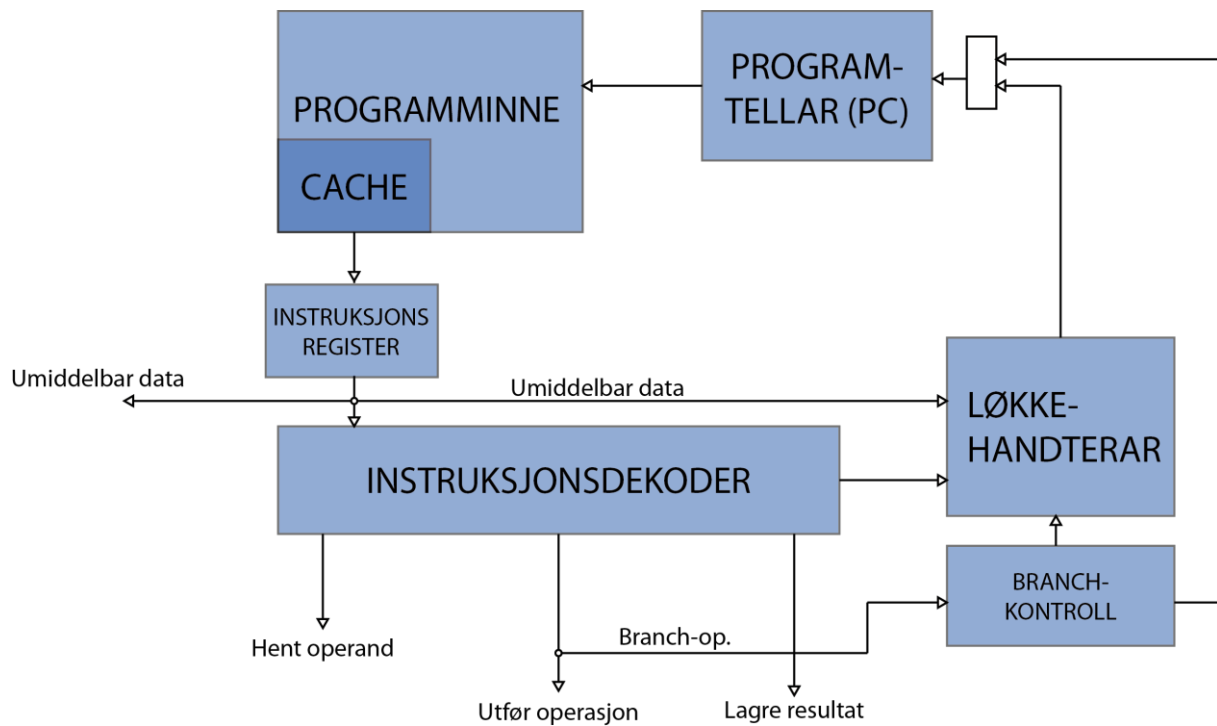 PROGRAMMINNE
CACHE
PROGRAM-
TELLAR (PC)
INSTRUKSJONS
REGISTER
Umiddelbar data
Umiddelbar data
LØKKE-
HANDTERAR
INSTRUKSJONSDEKODER
BRANCH-
KONTROLL
Hent operand
Branch-op.
Utfør operasjon
Lagre resultat